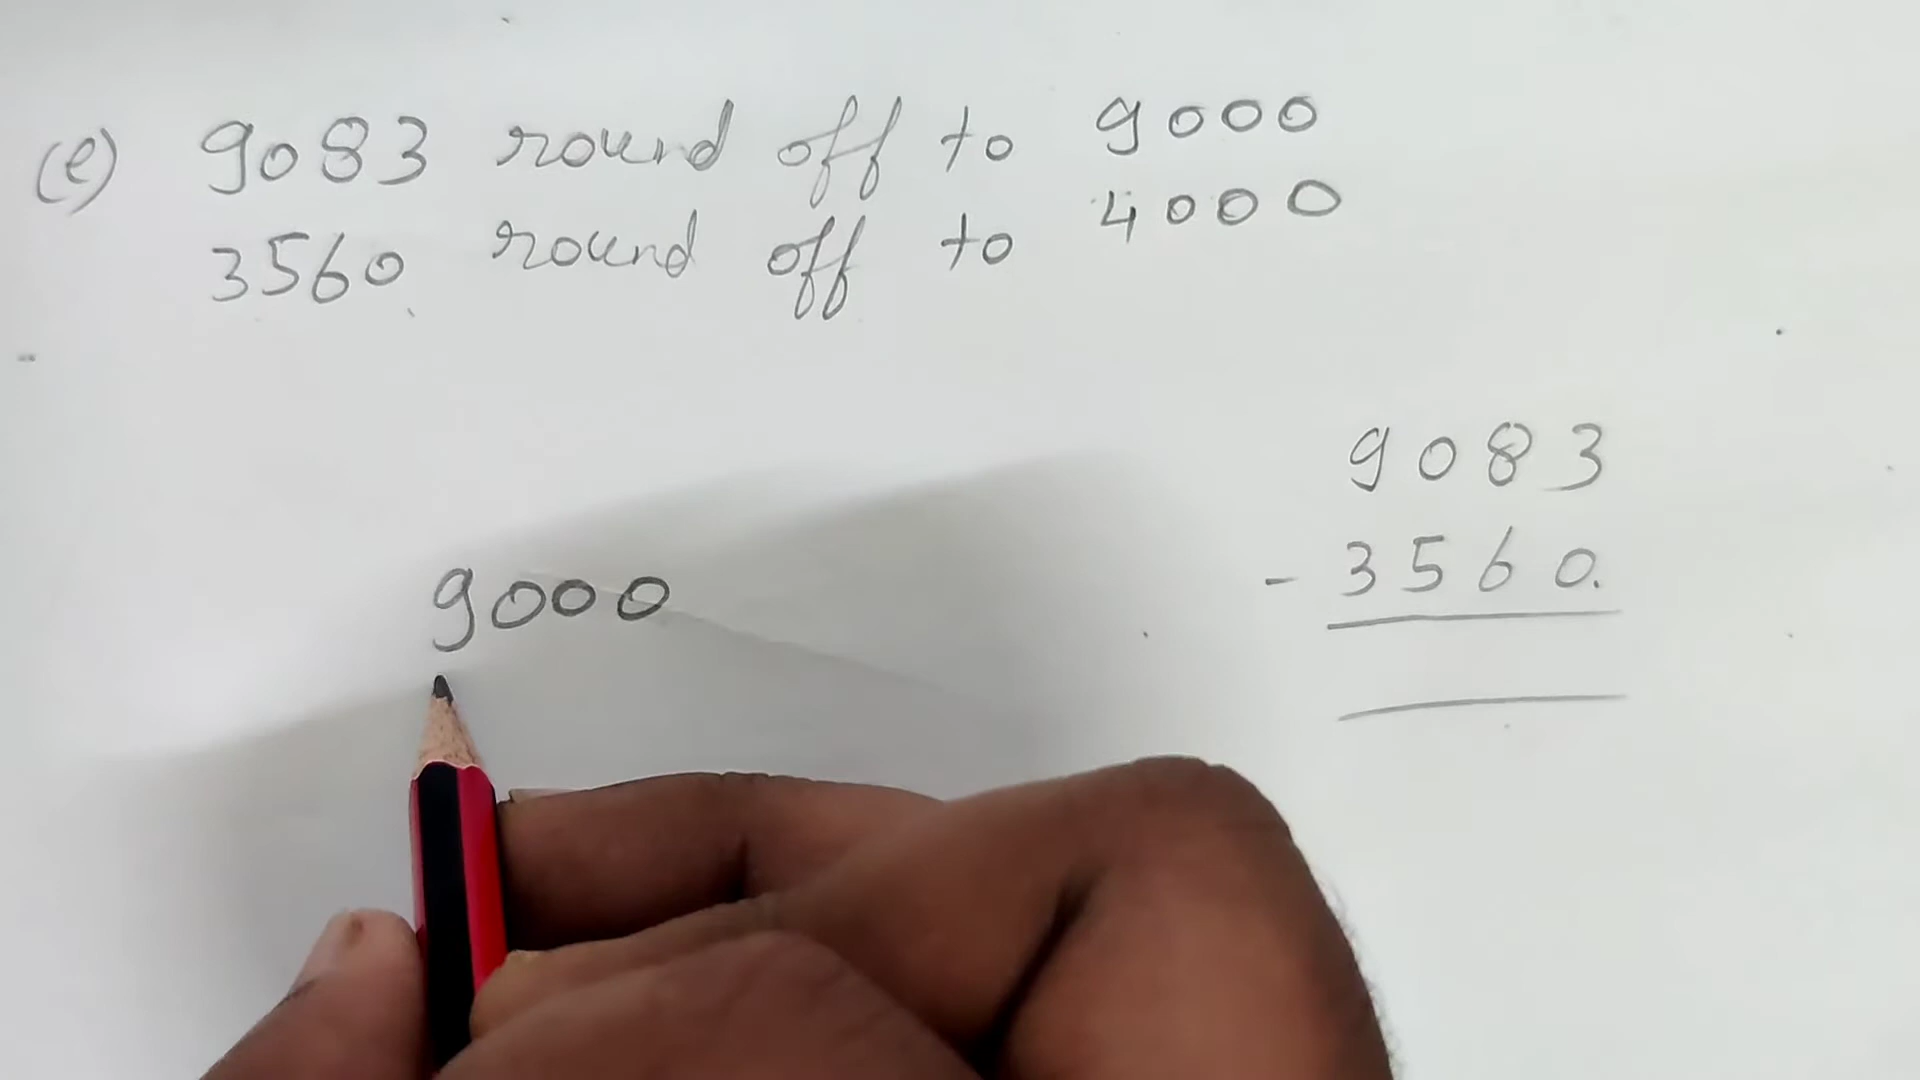 (e) 9083 round off to 9000
3560 round off to 4000
9000
9083
- 3560.